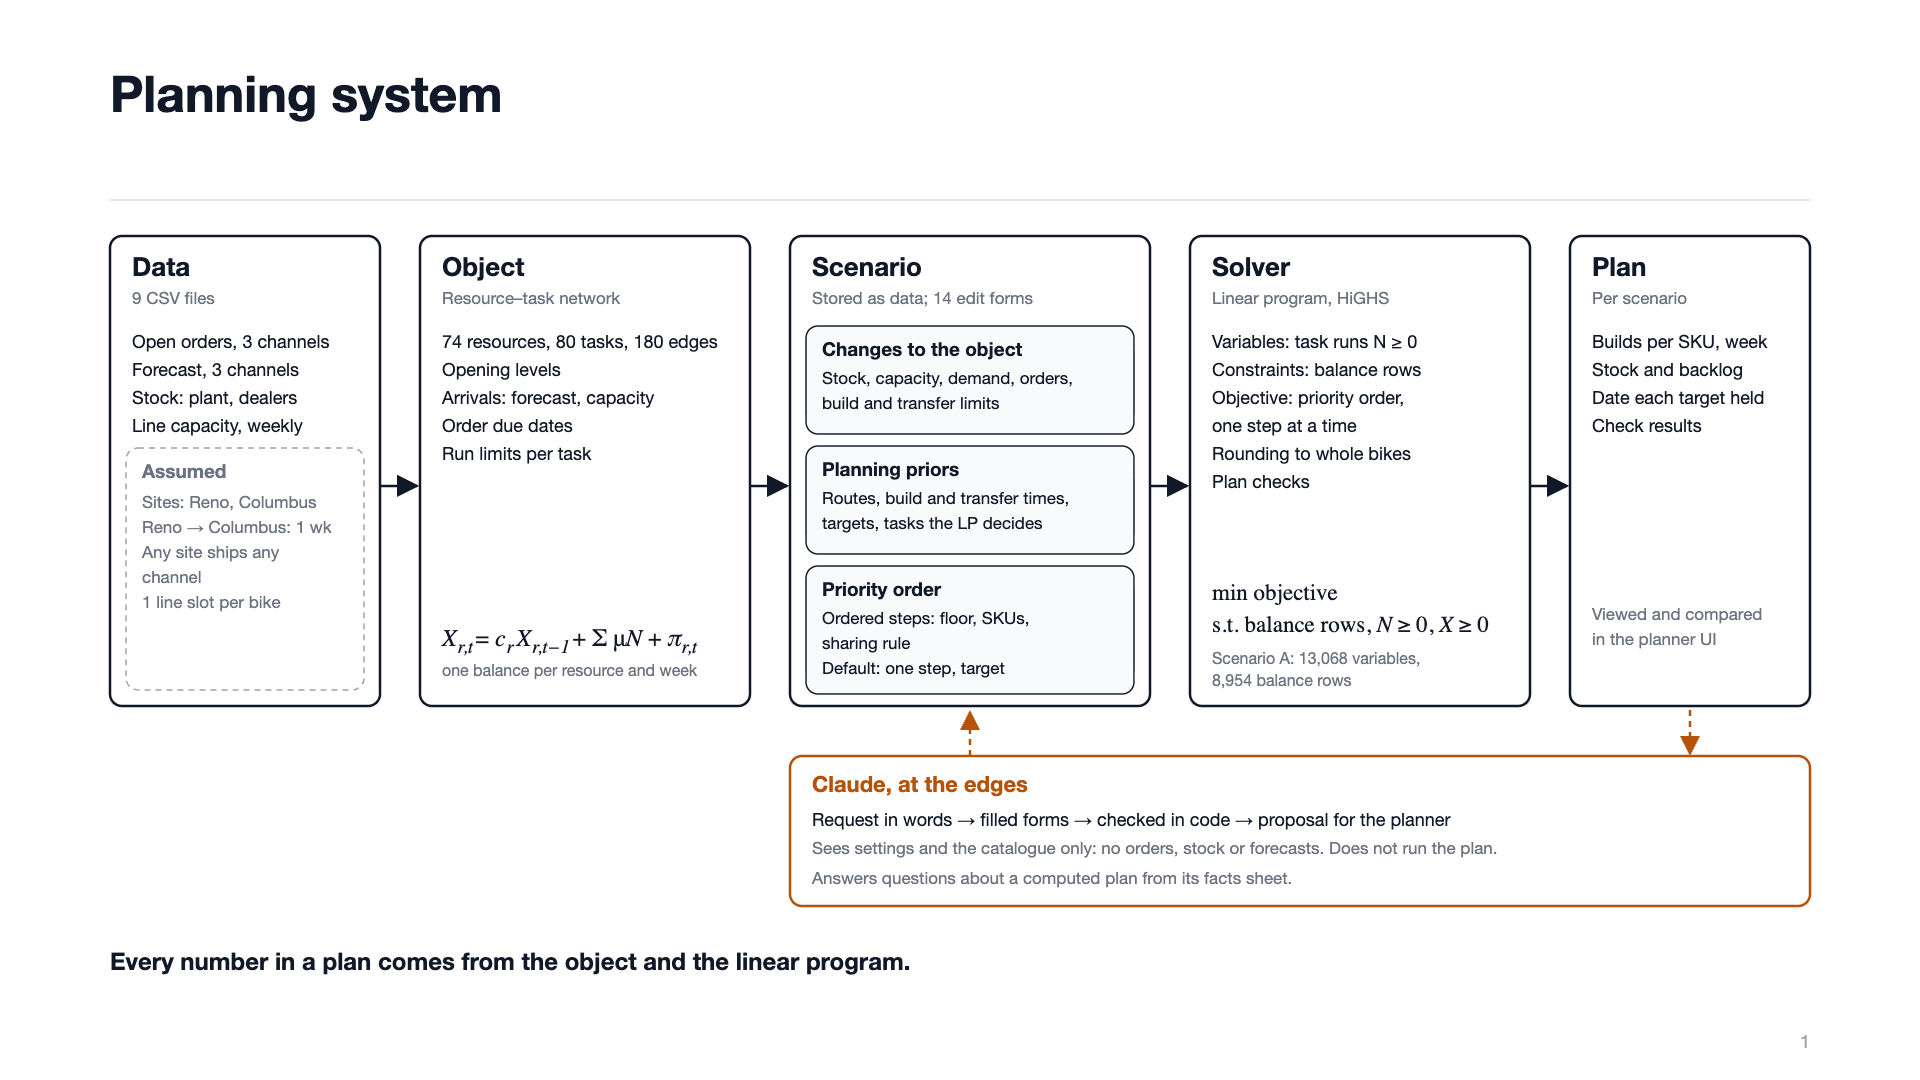 Planning system
Data
9 CSV files
Open orders, 3 channels
Forecast, 3 channels
Stock: plant, dealers
Line capacity, weekly
Assumed
Sites: Reno, Columbus
Reno → Columbus: 1 wk
Any site ships any
channel
1 line slot per bike
Object
Resource–task network
74 resources, 80 tasks, 180 edges
Opening levels
Arrivals: forecast, capacity
Order due dates
Run limits per task
X_{r,t} = c_r X_{r,t−1} + Σ μN + π_{r,t}
one balance per resource and week
Scenario
Stored as data; 14 edit forms
Changes to the object
Stock, capacity, demand, orders,
build and transfer limits
Planning priors
Routes, build and transfer times,
targets, tasks the LP decides
Priority order
Ordered steps: floor, SKUs,
sharing rule
Default: one step, target
Solver
Linear program, HiGHS
Variables: task runs N ≥ 0
Constraints: balance rows
Objective: priority order,
one step at a time
Rounding to whole bikes
Plan checks
min objective
s.t. balance rows, N ≥ 0, X ≥ 0
Scenario A: 13,068 variables,
8,954 balance rows
Plan
Per scenario
Builds per SKU, week
Stock and backlog
Date each target held
Check results
Viewed and compared
in the planner UI
Claude, at the edges
Request in words → filled forms → checked in code → proposal for the planner
Sees settings and the catalogue only: no orders, stock or forecasts. Does not run the plan.
Answers questions about a computed plan from its facts sheet.
Every number in a plan comes from the object and the linear program.
1